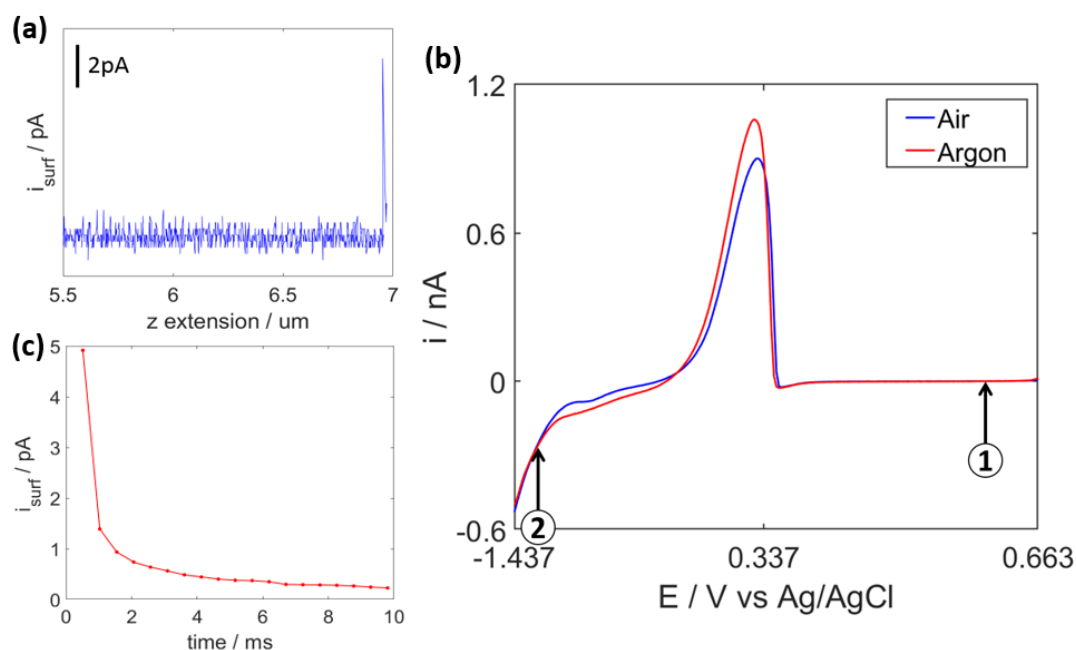 (a)
2pA
i_surf / pA
5.5
6
6.5
7
z extension / um
(b)
1.2
0.6
0
-0.6
i / nA
Air
Argon
1
2
-1.437
0.337
0.663
E / V vs Ag/AgCl
(c)
5
4
3
2
1
0
i_surf / pA
0
2
4
6
8
10
time / ms